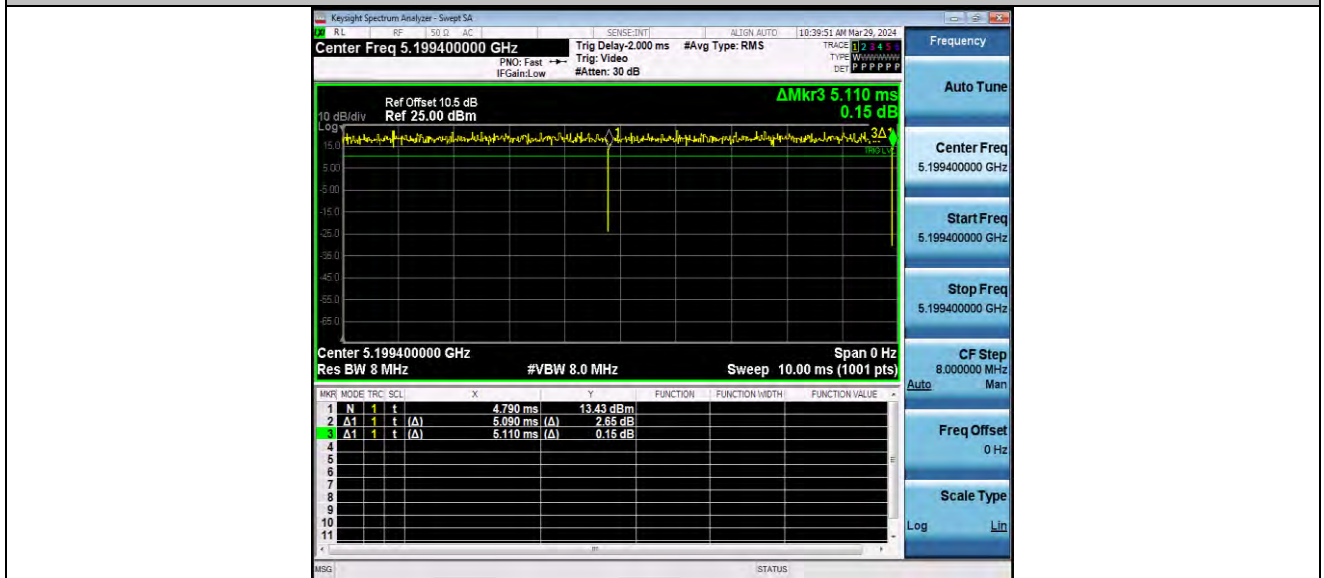 Keysight Spectrum Analyzer - Swept SA
RL RF 50 Ω AC SENSE:INT ALIGN AUTO 10:39:51 AM Mar 29, 2024
Center Freq 5.199400000 GHz Trig Delay-2.000 ms #Avg Type: RMS TRACE 1 2 3 4 5 6
PNO: Fast Trig: Video TYPE W
IFGain:Low #Atten: 30 dB DET P P P P P P
ΔMkr3 5.110 ms
Ref Offset 10.5 dB
10 dB/div Ref 25.00 dBm 0.15 dB
Log
1 3Δ1
15.0
TRIG LVL
5.00
-5.00
-15.0
-25.0
-35.0
-45.0
-55.0
-65.0
Center 5.199400000 GHz Span 0 Hz
Res BW 8 MHz #VBW 8.0 MHz Sweep 10.00 ms (1001 pts)
MKR MODE TRC SCL X Y FUNCTION FUNCTION WIDTH FUNCTION VALUE
1 N 1 t 4.790 ms 13.43 dBm
2 Δ1 1 t (Δ) 5.090 ms (Δ) 2.65 dB
3 Δ1 1 t (Δ) 5.110 ms (Δ) 0.15 dB
4
5
6
7
8
9
10
11
MSG STATUS
Frequency
Auto Tune
Center Freq
5.199400000 GHz
Start Freq
5.199400000 GHz
Stop Freq
5.199400000 GHz
CF Step
8.000000 MHz
Auto Man
Freq Offset
0 Hz
Scale Type
Log Lin